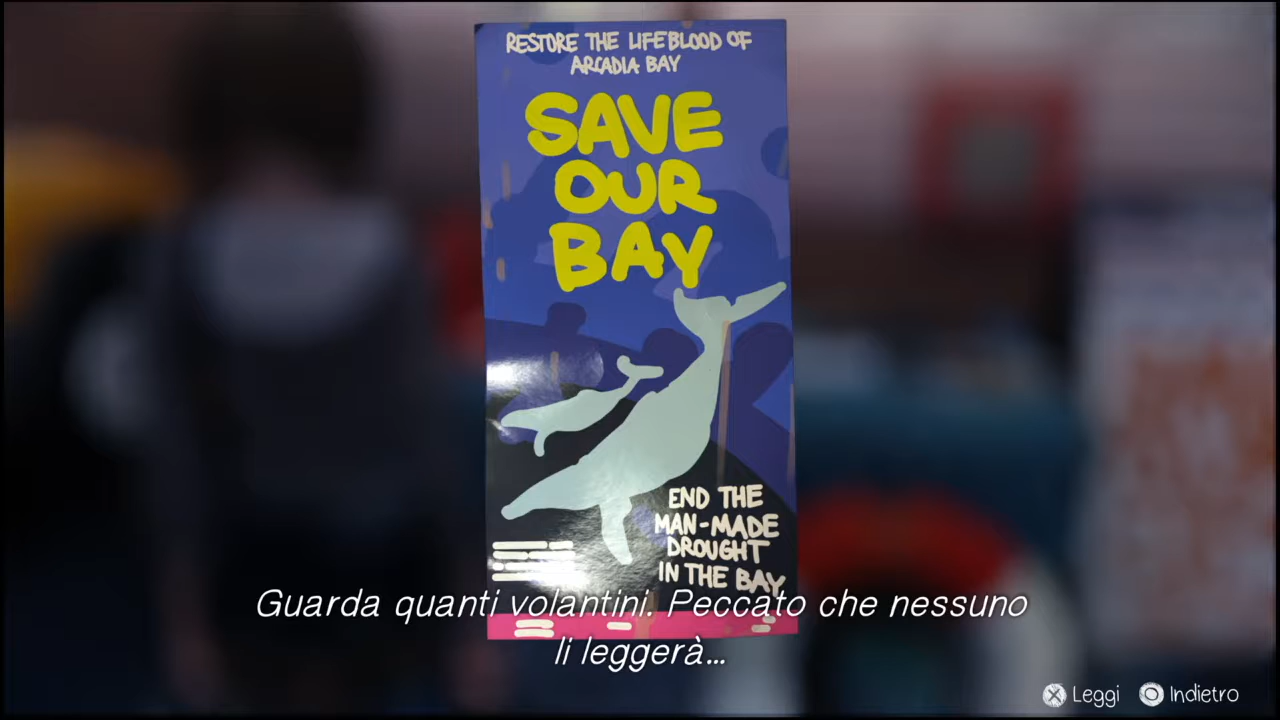 RESTORE THE LIFEBLOOD OF
ARCADIA BAY
SAVE
OUR
BAY
END THE
MAN-MADE
DROUGHT
IN THE BAY
Guarda quanti volantini. Peccato che nessuno
li leggerà...
Leggi Indietro